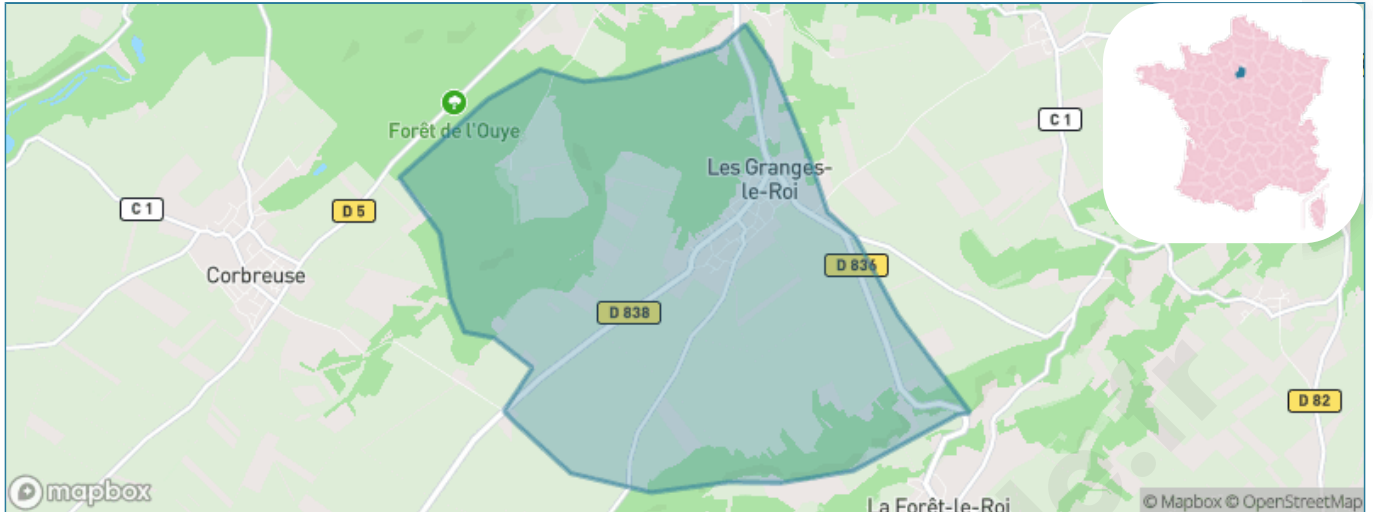 Forêt de l'Ouye
C 1
Les Granges-
le-Roi
C 1
D 5
Corbreuse
D 836
D 838
D 82
mapbox
La Forêt-le-Roi
© Mapbox © OpenStreetMap